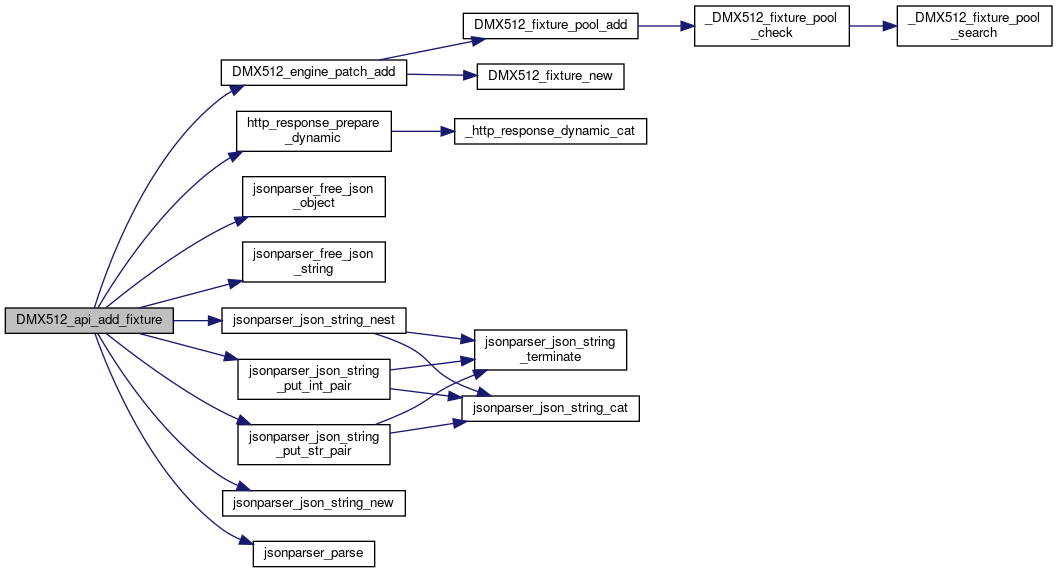 DMX512_api_add_fixture
DMX512_engine_patch_add
DMX512_fixture_pool_add
_DMX512_fixture_pool
_check
_DMX512_fixture_pool
_search
DMX512_fixture_new
http_response_prepare
_dynamic
_http_response_dynamic_cat
jsonparser_free_json
_object
jsonparser_free_json
_string
jsonparser_json_string_nest
jsonparser_json_string
_terminate
jsonparser_json_string_cat
jsonparser_json_string
_put_int_pair
jsonparser_json_string
_put_str_pair
jsonparser_json_string_new
jsonparser_parse